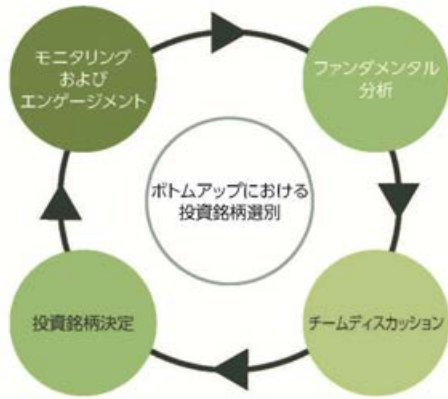 モニタリング
および
エンゲージメント
ファンダメンタル
分析
ボトムアップにおける
投資銘柄選別
投資銘柄決定
チームディスカッション